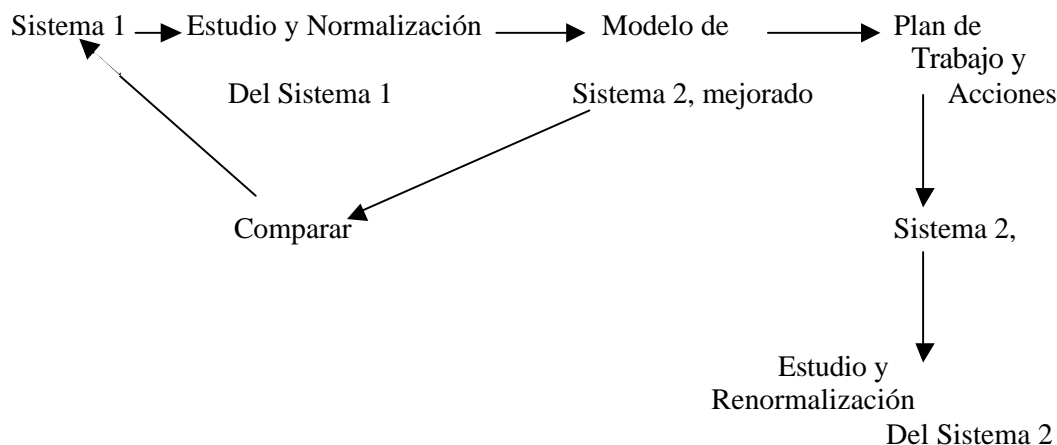 Sistema 1 Estudio y Normalización Modelo de Plan de
Trabajo y
Del Sistema 1 Sistema 2, mejorado Acciones
Comparar Sistema 2,
Estudio y
Renormalización
Del Sistema 2